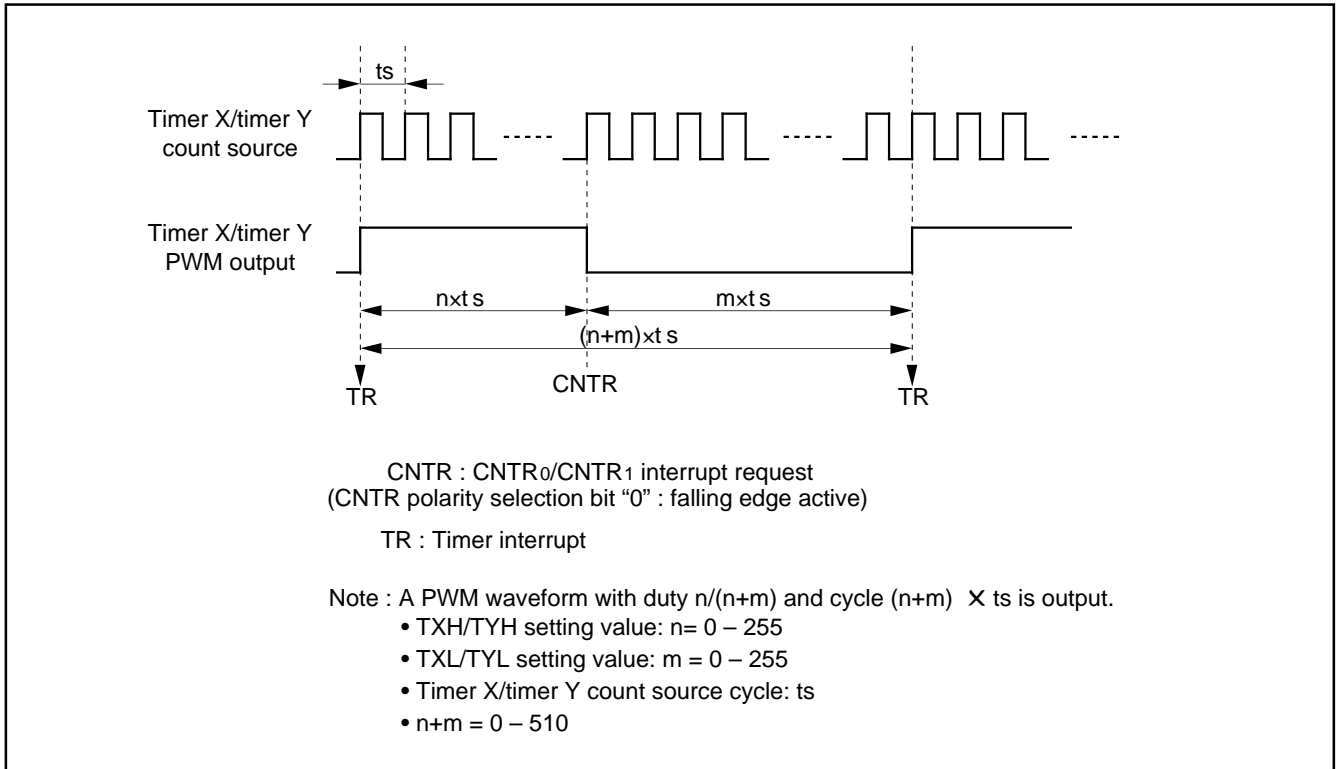 ts
Timer X/timer Y
count source
Timer X/timer Y
PWM output
n×t s
m×t s
(n+m)×t s
TR
CNTR
TR
CNTR : CNTR0/CNTR1 interrupt request
(CNTR polarity selection bit “0” : falling edge active)
TR : Timer interrupt
Note : A PWM waveform with duty n/(n+m) and cycle (n+m) ✕ ts is output.
• TXH/TYH setting value: n= 0 – 255
• TXL/TYL setting value: m = 0 – 255
• Timer X/timer Y count source cycle: ts
• n+m = 0 – 510